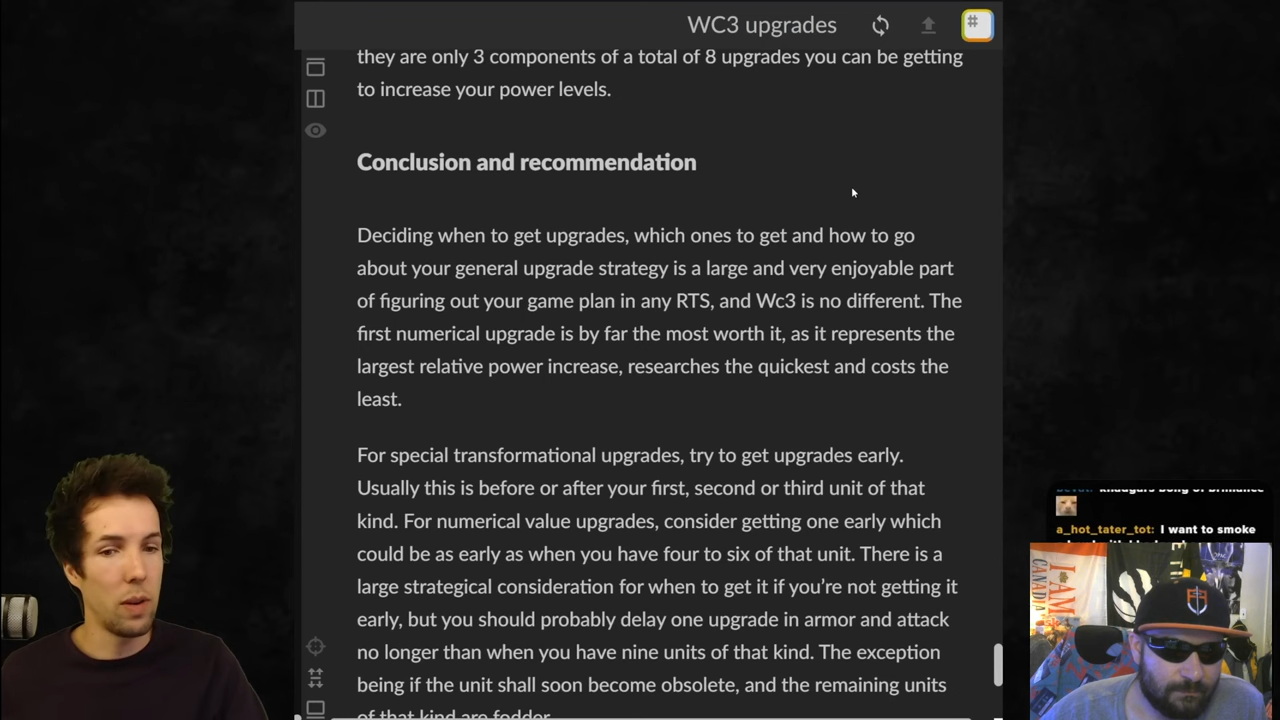 WC3 upgrades
#
they are only 3 components of a total of 8 upgrades you can be getting
to increase your power levels.
Conclusion and recommendation
Deciding when to get upgrades, which ones to get and how to go
about your general upgrade strategy is a large and very enjoyable part
of figuring out your game plan in any RTS, and Wc3 is no different. The
first numerical upgrade is by far the most worth it, as it represents the
largest relative power increase, researches the quickest and costs the
least.
For special transformational upgrades, try to get upgrades early.
Usually this is before or after your first, second or third unit of that
kind. For numerical value upgrades, consider getting one early which
could be as early as when you have four to six of that unit. There is a
large strategical consideration for when to get it if you’re not getting it
early, but you should probably delay one upgrade in armor and attack
no longer than when you have nine units of that kind. The exception
being if the unit shall soon become obsolete, and the remaining units
of that kind are fodder.
a_hot_tater_tot: I want to smoke
I AM
CANADIAN